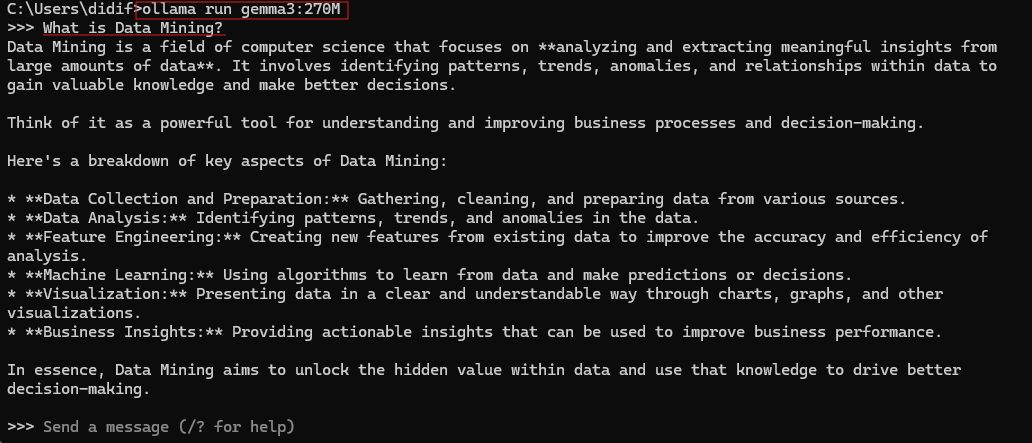 C:\Users\didif>ollama run gemma3:270M
>>> What is Data Mining?
Data Mining is a field of computer science that focuses on **analyzing and extracting meaningful insights from
large amounts of data**. It involves identifying patterns, trends, anomalies, and relationships within data to
gain valuable knowledge and make better decisions.
Think of it as a powerful tool for understanding and improving business processes and decision-making.
Here's a breakdown of key aspects of Data Mining:
* **Data Collection and Preparation:** Gathering, cleaning, and preparing data from various sources.
* **Data Analysis:** Identifying patterns, trends, and anomalies in the data.
* **Feature Engineering:** Creating new features from existing data to improve the accuracy and efficiency of
analysis.
* **Machine Learning:** Using algorithms to learn from data and make predictions or decisions.
* **Visualization:** Presenting data in a clear and understandable way through charts, graphs, and other
visualizations.
* **Business Insights:** Providing actionable insights that can be used to improve business performance.
In essence, Data Mining aims to unlock the hidden value within data and use that knowledge to drive better
decision-making.
>>> Send a message (/? for help)